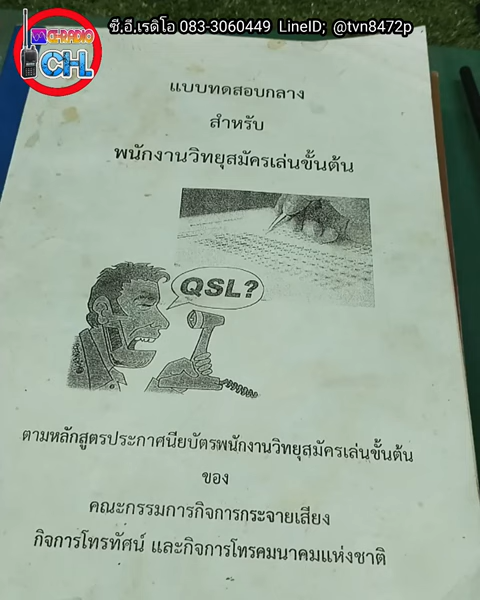 ซี.อี.เรดิโอ 083-3060449 LineID; @tvn8472p
CE-RADIO
CHL
แบบทดสอบกลาง
สำหรับ
พนักงานวิทยุสมัครเล่นขั้นต้น
QSL?
ตามหลักสูตรประกาศนียบัตรพนักงานวิทยุสมัครเล่นขั้นต้น
ของ
คณะกรรมการกิจการกระจายเสียง
กิจการโทรทัศน์ และกิจการโทรคมนาคมแห่งชาติ